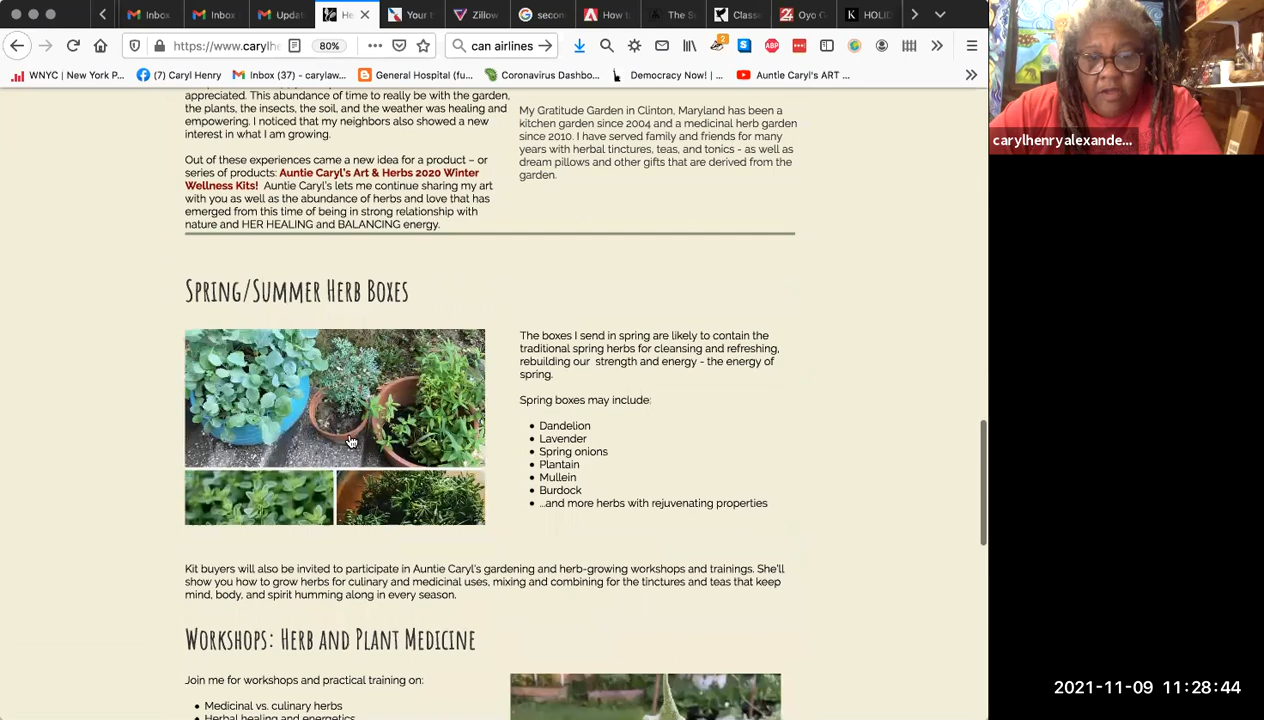 Inbox
Inbox
Updat
He
Your b
Zillow
secon
How t
The S
Classe
Oyo G
HOLID
https://www.carylh
80%
can airlines
2
ABP
WNYC | New York P...
(7) Caryl Henry
Inbox (37) - carylaw...
General Hospital (fu...
Coronavirus Dashbo...
Democracy Now! | ...
Auntie Caryl's ART ...
carylhenryalexande...
appreciated. This abundance of time to really be with the garden,
the plants, the insects, the soil, and the weather was healing and
empowering. I noticed that my neighbors also showed a new
interest in what I am growing.
Out of these experiences came a new idea for a product – or
series of products: Auntie Caryl's Art & Herbs 2020 Winter
Wellness Kits! Auntie Caryl's lets me continue sharing my art
with you as well as the abundance of herbs and love that has
emerged from this time of being in strong relationship with
nature and HER HEALING and BALANCING energy.
My Gratitude Garden in Clinton, Maryland has been a
kitchen garden since 2004 and a medicinal herb garden
since 2010. I have served family and friends for many
years with herbal tinctures, teas, and tonics - as well as
dream pillows and other gifts that are derived from the
garden.
Spring/Summer Herb Boxes
The boxes I send in spring are likely to contain the
traditional spring herbs for cleansing and refreshing,
rebuilding our strength and energy - the energy of
spring.
Spring boxes may include:
• Dandelion
• Lavender
• Spring onions
• Plantain
• Mullein
• Burdock
• ...and more herbs with rejuvenating properties
Kit buyers will also be invited to participate in Auntie Caryl's gardening and herb-growing workshops and trainings. She'll
show you how to grow herbs for culinary and medicinal uses, mixing and combining for the tinctures and teas that keep
mind, body, and spirit humming along in every season.
Workshops: Herb and Plant Medicine
Join me for workshops and practical training on:
• Medicinal vs. culinary herbs
• Herbal healing and energetics
2021-11-09 11:28:44